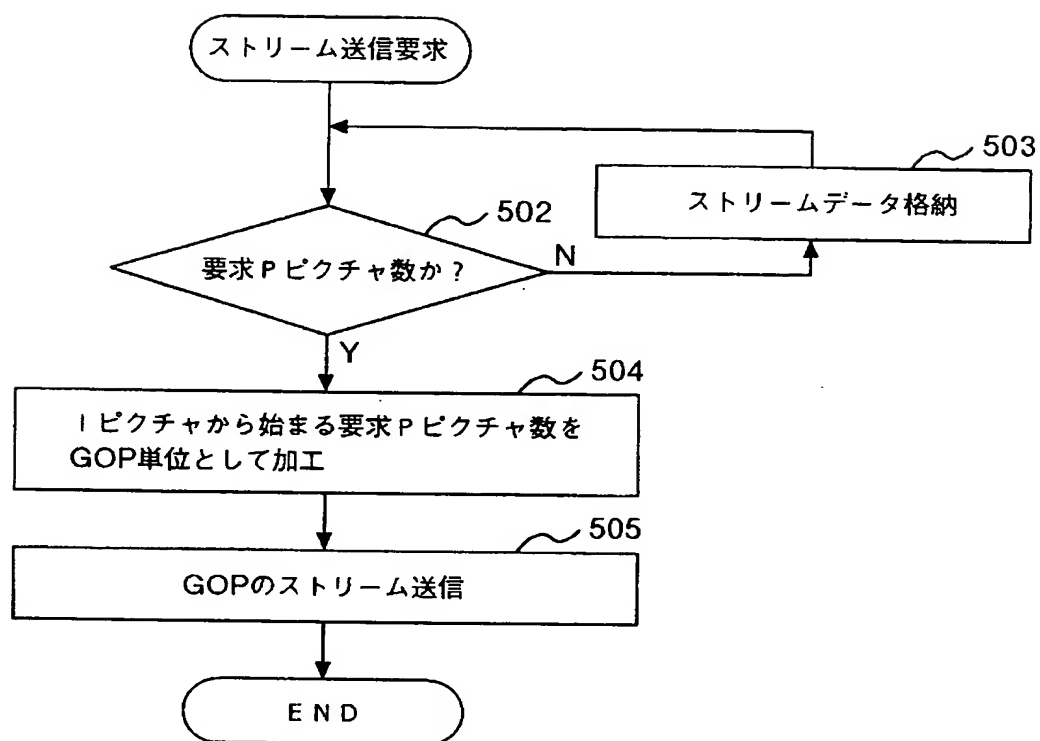 ストリーム送信要求
503
ストリームデータ格納
502
要求Pピクチャ数か?
N
Y
504
Iピクチャから始まる要求Pピクチャ数を
GOP単位として加工
505
GOPのストリーム送信
END